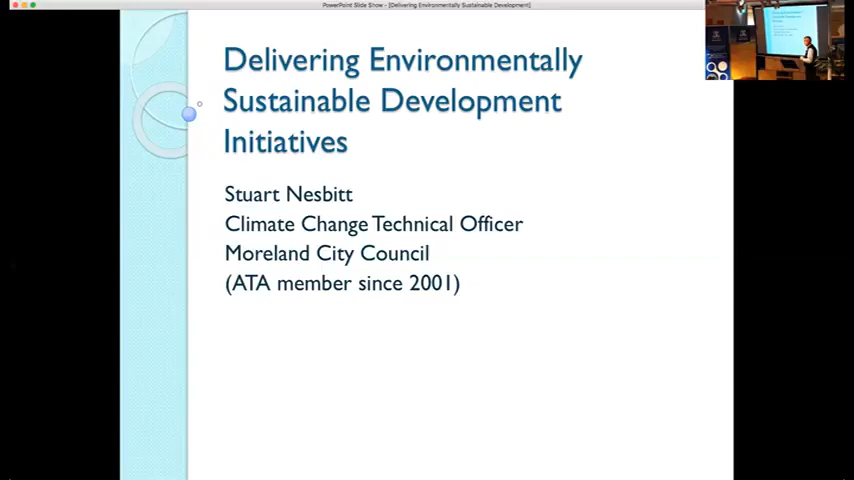 PowerPoint Slide Show - [Delivering Environmentally Sustainable Development]
Delivering Environmentally
Sustainable Development
Initiatives
Stuart Nesbitt
Climate Change Technical Officer
Moreland City Council
(ATA member since 2001)